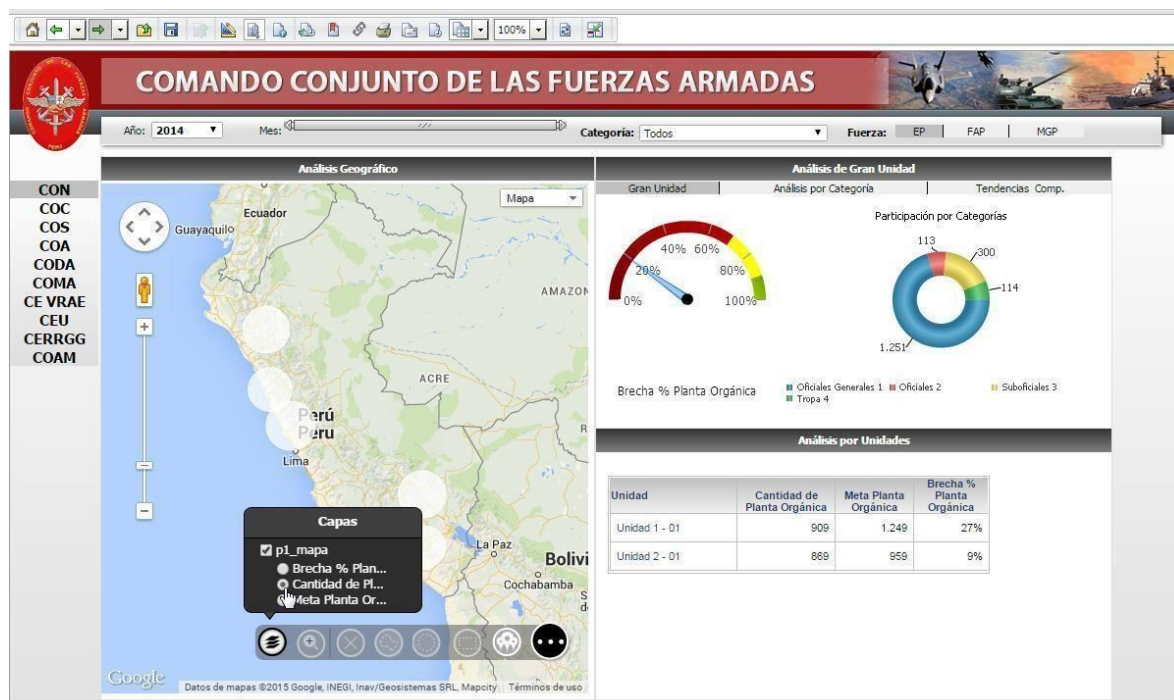 100%
COMANDO CONJUNTO DE LAS FUERZAS ARMADAS
PERU
Año: 2014 Mes: Categoría: Todos Fuerza: EP FAP MGP
CON
COC
COS
COA
CODA
COMA
CE VRAE
CEU
CERRGG
COAM
Análisis Geográfico
Mapa
Ecuador
Guayaquil
AMAZON
ACRE
Perú
Peru
Lima
La Paz
Bolivi
Cochabamba
Capas
p1_mapa
Brecha % Plan...
Cantidad de Pl...
Meta Planta Or...
Google
Datos de mapas ©2015 Google, INEGI, Inav/Geosistemas SRL, Mapcity Términos de uso
Análisis de Gran Unidad
Gran Unidad Análisis por Categoría Tendencias Comp.
0% 20% 40% 60% 80% 100%
Brecha % Planta Orgánica
Participación por Categorías
113
300
114
1.251
Oficiales Generales 1 Oficiales 2 Suboficiales 3
Tropa 4
Análisis por Unidades
Unidad Cantidad de Planta Orgánica Meta Planta Orgánica Brecha % Planta Orgánica
Unidad 1 - 01 909 1.249 27%
Unidad 2 - 01 869 959 9%